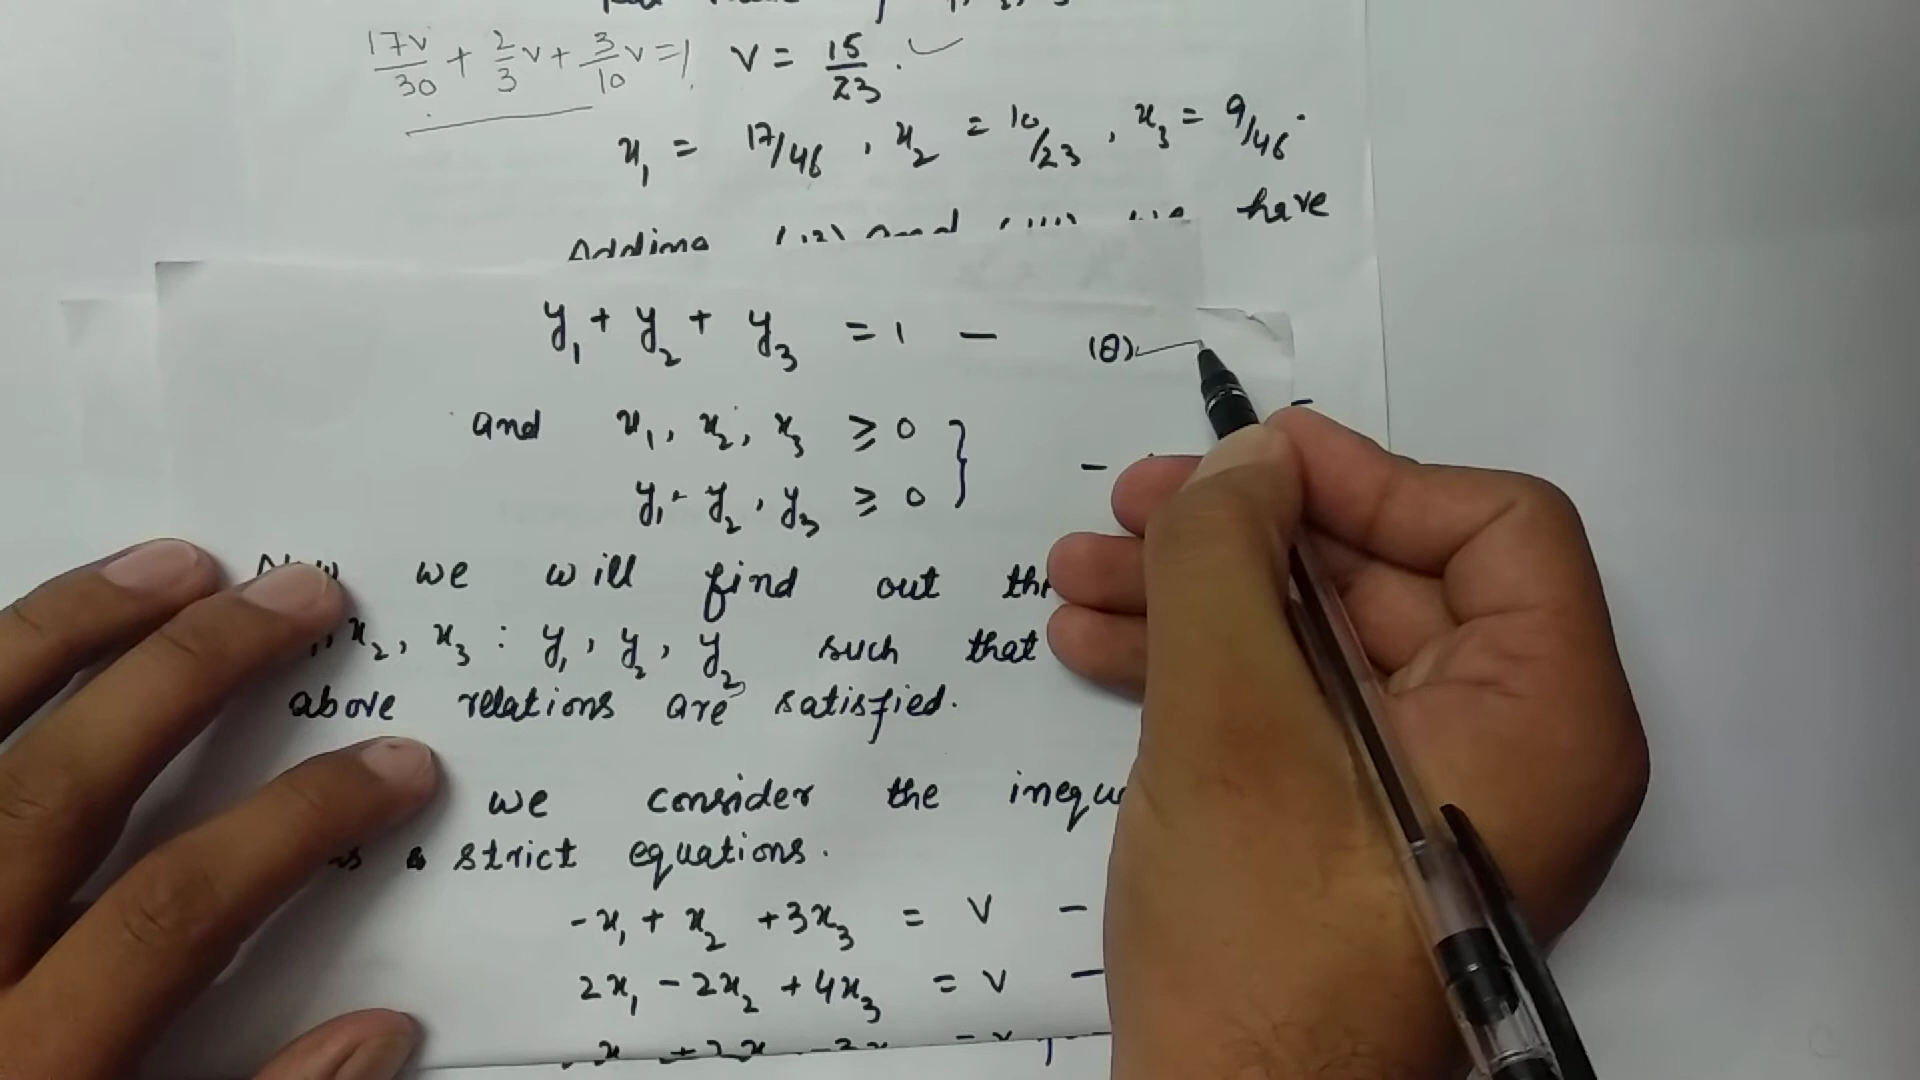 17v/30 + 2/3 v + 3/10 v = 1 v = 15/23.
x₁ = 17/46, x₂ = 10/23, x₃ = 9/46.
Adding have
y₁ + y₂ + y₃ = 1 — (8)
and x₁, x₂, x₃ ≥ 0 } –
y₁, y₂, y₃ ≥ 0
we will find out
x₂, x₃ : y₁, y₂, y₂ such that
above relations are satisfied.
we consider the
strict equations.
-x₁ + x₂ + 3x₃ = v –
2x₁ - 2x₂ + 4x₃ = v –